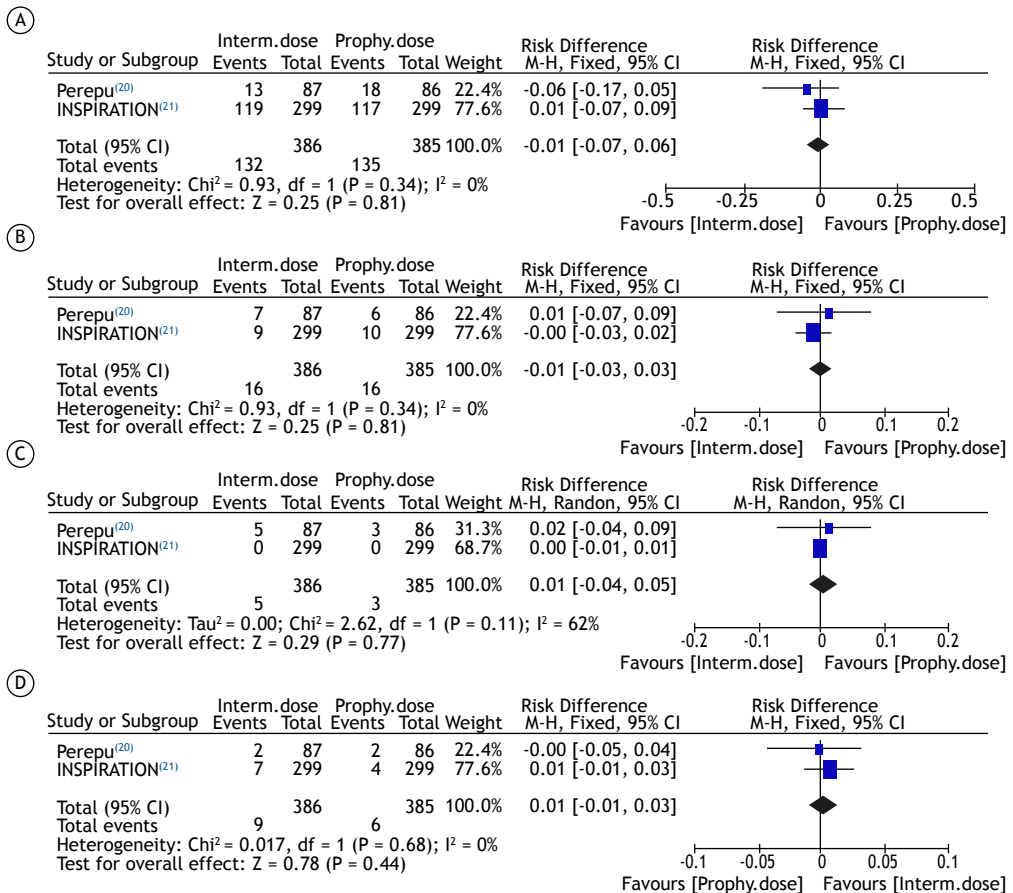 A
Interm.dose Prophy.dose Risk Difference Risk Difference
Study or Subgroup Events Total Events Total Weight M-H, Fixed, 95% CI M-H, Fixed, 95% CI
Perepu(20) 13 87 18 86 22.4% -0.06 [-0.17, 0.05]
INSPIRATION(21) 119 299 117 299 77.6% 0.01 [-0.07, 0.09]
Total (95% CI) 386 385 100.0% -0.01 [-0.07, 0.06]
Total events 132 135
Heterogeneity: Chi² = 0.93, df = 1 (P = 0.34); I² = 0%
Test for overall effect: Z = 0.25 (P = 0.81)
-0.5 -0.25 0 0.25 0.5
Favours [Interm.dose] Favours [Prophy.dose]
B
Interm.dose Prophy.dose Risk Difference Risk Difference
Study or Subgroup Events Total Events Total Weight M-H, Fixed, 95% CI M-H, Fixed, 95% CI
Perepu(20) 7 87 6 86 22.4% 0.01 [-0.07, 0.09]
INSPIRATION(21) 9 299 10 299 77.6% -0.00 [-0.03, 0.02]
Total (95% CI) 386 385 100.0% -0.01 [-0.03, 0.03]
Total events 16 16
Heterogeneity: Chi² = 0.93, df = 1 (P = 0.34); I² = 0%
Test for overall effect: Z = 0.25 (P = 0.81)
-0.2 -0.1 0 0.1 0.2
Favours [Interm.dose] Favours [Prophy.dose]
C
Interm.dose Prophy.dose Risk Difference Risk Difference
Study or Subgroup Events Total Events Total Weight M-H, Randon, 95% CI M-H, Randon, 95% CI
Perepu(20) 5 87 3 86 31.3% 0.02 [-0.04, 0.09]
INSPIRATION(21) 0 299 0 299 68.7% 0.00 [-0.01, 0.01]
Total (95% CI) 386 385 100.0% 0.01 [-0.04, 0.05]
Total events 5 3
Heterogeneity: Tau² = 0.00; Chi² = 2.62, df = 1 (P = 0.11); I² = 62%
Test for overall effect: Z = 0.29 (P = 0.77)
-0.2 -0.1 0 0.1 0.2
Favours [Interm.dose] Favours [Prophy.dose]
D
Interm.dose Prophy.dose Risk Difference Risk Difference
Study or Subgroup Events Total Events Total Weight M-H, Fixed, 95% CI M-H, Fixed, 95% CI
Perepu(20) 2 87 2 86 22.4% -0.00 [-0.05, 0.04]
INSPIRATION(21) 7 299 4 299 77.6% 0.01 [-0.01, 0.03]
Total (95% CI) 386 385 100.0% 0.01 [-0.01, 0.03]
Total events 9 6
Heterogeneity: Chi² = 0.017, df = 1 (P = 0.68); I² = 0%
Test for overall effect: Z = 0.78 (P = 0.44)
-0.1 -0.05 0 0.05 0.1
Favours [Prophy.dose] Favours [Interm.dose]